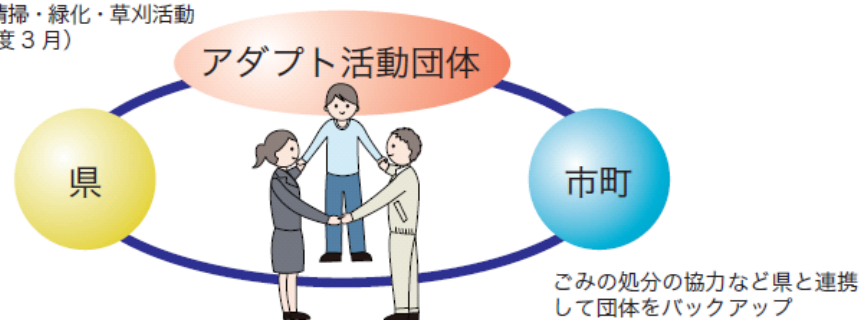 清掃・緑化・草刈活動
度３月）
アダプト活動団体
県
市町
ごみの処分の協力など県と連携
して団体をバックアップ